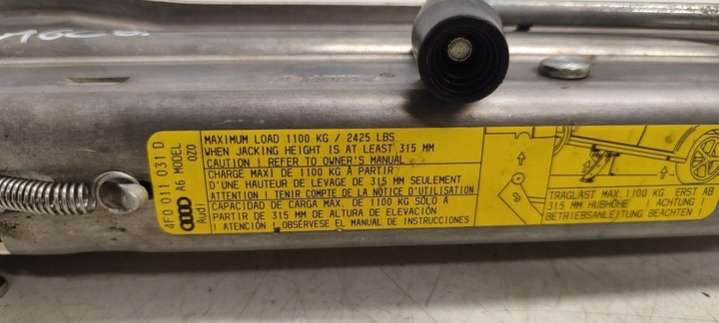 4F0 011 031 D
A6 MODEL
Audi
0Z0
MAXIMUM LOAD 1100 KG / 2425 LBS
WHEN JACKING HEIGHT IS AT LEAST 315 MM
CAUTION ! REFER TO OWNER'S MANUAL
CHARGE MAXI DE 1100 KG À PARTIR
D'UNE HAUTEUR DE LEVAGE DE 315 MM SEULEMENT
ATTENTION ! TENIR COMPTE DE LA NOTICE D'UTILISATION
CAPACIDAD DE CARGA MÁX. DE 1100 KG SÓLO A
PARTIR DE 315 MM DE ALTURA DE ELEVACIÓN
¡ ATENCIÓN ! OBSÉRVESE EL MANUAL DE INSTRUCCIONES
TRAGLAST MAX. 1100 KG ERST AB
315 MM HUBHÖHE ! ACHTUNG !
BETRIEBSANLEITUNG BEACHTEN !